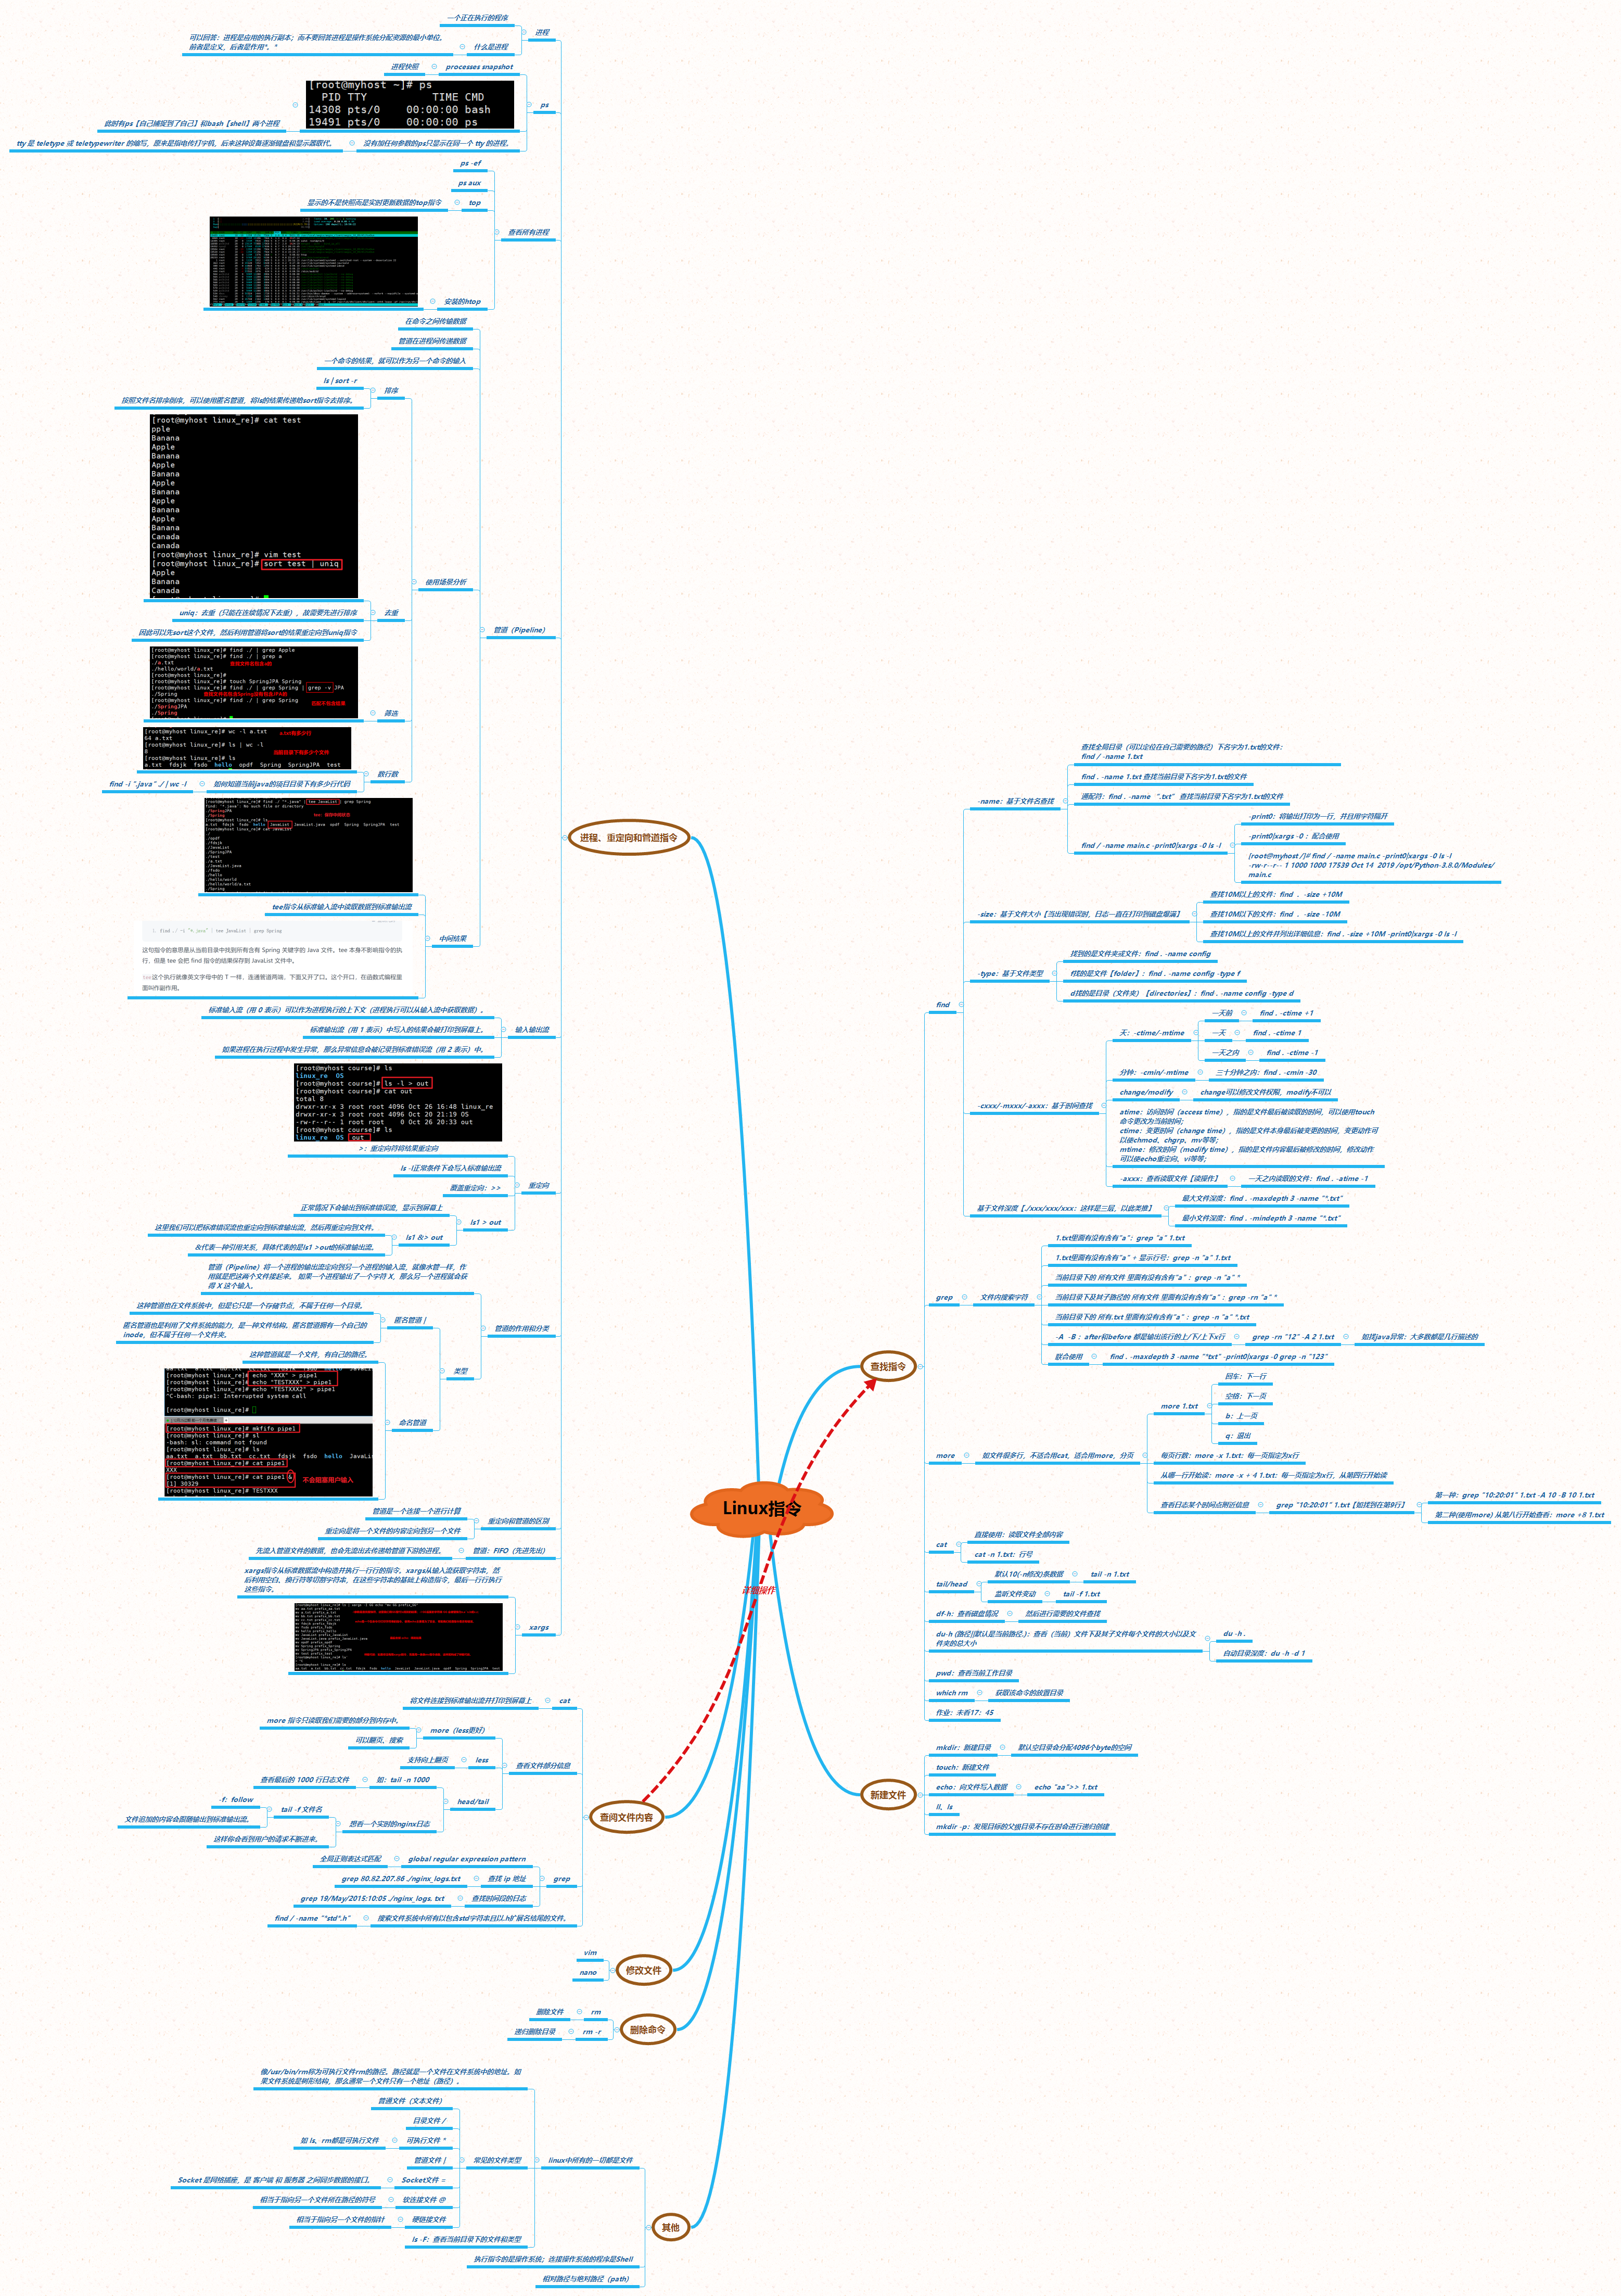 Linux指令
详细操作
进程、重定向和管道指令
进程
一个正在执行的程序
什么是进程
可以回答：进程是应用的执行副本；而不要回答进程是操作系统分配资源的最小单位。
前者是定义，后者是作用*。*
ps
processes snapshot
进程快照
[root@myhost ~]# ps
PID TTY TIME CMD
14308 pts/0 00:00:00 bash
19491 pts/0 00:00:00 ps
此时有ps【自己捕捉到了自己】和bash【shell】两个进程
没有加任何参数的ps只显示在同一个 tty 的进程。
tty 是 teletype 或 teletypewriter 的缩写，原来是指电传打字机，后来这种设备逐渐键盘和显示器取代。
查看所有进程
ps -ef
ps aux
top
显示的不是快照而是实时更新数据的top指令
安装的htop
管道（Pipeline）
在命令之间传输数据
管道在进程间传递数据
一个命令的结果，就可以作为另一个命令的输入
使用场景分析
排序
ls | sort -r
按照文件名排序倒序，可以使用匿名管道，将ls的结果传递给sort指令去排序。
去重
[root@myhost linux_re]# cat test
pple
Banana
Apple
Banana
Apple
Banana
Apple
Banana
Apple
Banana
Apple
Banana
Canada
Canada
[root@myhost linux_re]# vim test
[root@myhost linux_re]# sort test | uniq
Apple
Banana
Canada
uniq：去重（只能在连续情况下去重），故需要先进行排序
因此可以先sort这个文件，然后利用管道将sort的结果重定向到uniq指令
筛选
[root@myhost linux_re]# find ./ | grep Apple
[root@myhost linux_re]# find ./ | grep a
./a.txt
./hello/world/a.txt
[root@myhost linux_re]#
[root@myhost linux_re]# touch SpringJPA Spring
[root@myhost linux_re]# find ./ | grep Spring | grep -v JPA
./Spring
[root@myhost linux_re]# find ./ | grep Spring
./SpringJPA
./Spring
数行数
[root@myhost linux_re]# wc -l a.txt
a.txt有多少行
64 a.txt
[root@myhost linux_re]# ls | wc -l
当前目录下有多少个文件
8
[root@myhost linux_re]# ls
a.txt fdsjk fsdo hello opdf Spring SpringJPA test
如何知道当前java的项目目录下有多少行代码
find -i ".java" ./ | wc -l
中间结果
[root@myhost linux_re]# find ./ "*.java" | tee JavaList | grep Spring
find: '*.java': No such file or directory
./SpringJPA
./Spring
[root@myhost linux_re]# ls
a.txt fdsjk fsdo hello JavaList JavaList.java opdf Spring SpringJPA test
[root@myhost linux_re]# cat JavaList
./
./opdf
./fdsjk
./JavaList
./SpringJPA
./test
./a.txt
./JavaList.java
./fsdo
./hello
./hello/world
./hello/world/a.txt
./Spring
tee指令从标准输入流中读取数据到标准输出流
1. find ./ -i "*.java" | tee JavaList | grep Spring
这句指令的意思是从当前目录中找到所有含有 Spring 关键字的 Java 文件。tee 本身不影响指令的执
行，但是 tee 会把 find 指令的结果保存到 JavaList 文件中。
tee这个执行就像英文字母中的 T 一样，连通管道两端，下面又开了口。这个开口，在函数式编程里
面叫作副作用。
输入输出流
标准输入流（用 0 表示）可以作为进程执行的上下文（进程执行可以从输入流中获取数据）。
标准输出流（用 1 表示）中写入的结果会被打印到屏幕上。
如果进程在执行过程中发生异常，那么异常信息会被记录到标准错误流（用 2 表示）中。
重定向
[root@myhost course]# ls
linux_re OS
[root@myhost course]# ls -l > out
[root@myhost course]# cat out
total 8
drwxr-xr-x 3 root root 4096 Oct 26 16:48 linux_re
drwxr-xr-x 3 root root 4096 Oct 20 21:19 OS
-rw-r--r-- 1 root root 0 Oct 26 20:33 out
[root@myhost course]# ls
linux_re OS out
>：重定向符将结果重定向
ls -l正常条件下会写入标准输出流
覆盖重定向：>>
ls1 > out
正常情况下会输出到标准错误流，显示到屏幕上
ls1 &> out
这里我们可以把标准错误流也重定向到标准输出流，然后再重定向到文件。
&代表一种引用关系，具体代表的是ls1 >out的标准输出流。
管道的作用和分类
管道（Pipeline）将一个进程的输出流定向到另一个进程的输入流，就像水管一样，作
用就是把这两个文件接起来。如果一个进程输出了一个字符 X，那么另一个进程就会获
得 X 这个输入。
类型
匿名管道 |
这种管道也在文件系统中，但是它只是一个存储节点，不属于任何一个目录。
匿名管道也是利用了文件系统的能力，是一种文件结构。匿名管道拥有一个自己的
inode，但不属于任何一个文件夹。
命名管道
这种管道就是一个文件，有自己的路径。
[root@myhost linux_re]# echo "XXX" > pipe1
[root@myhost linux_re]# echo "TESTXXX" > pipe1
[root@myhost linux_re]# echo "TESTXXX2" > pipe1
^C-bash: pipe1: Interrupted system call
[root@myhost linux_re]#
[root@myhost linux_re]# mkfifo pipe1
[root@myhost linux_re]# sl
-bash: sl: command not found
[root@myhost linux_re]# ls
aa.txt a.txt bb.txt cc.txt fdsjk fsdo hello JavaLi
[root@myhost linux_re]# cat pipe1
XXX
[root@myhost linux_re]# cat pipe1 &
不会阻塞用户输入
[1] 30329
[root@myhost linux_re]# TESTXXX
重定向和管道的区别
管道是一个连接一个进行计算
重定向是将一个文件的内容定向到另一个文件
管道：FIFO（先进先出）
先流入管道文件的数据，也会先流出去传递给管道下游的进程。
xargs
xargs指令从标准数据流中构造并执行一行行的指令。xargs从输入流获取字符串，然
后利用空白、换行符等切割字符串，在这些字符串的基础上构造指令，最后一行行执行
这些指令。
查阅文件内容
cat
将文件连接到标准输出流并打印到屏幕上
查看文件部分信息
more（less更好）
more 指令只读取我们需要的部分到内存中。
可以翻页、搜索
less
支持向上翻页
head/tail
如：tail -n 1000
查看最后的 1000 行日志文件
想看一个实时的nginx日志
tail -f 文件名
-f: follow
文件追加的内容会跟随输出到标准输出流。
这样你会看到用户的请求不断进来。
grep
global regular expression pattern
全局正则表达式匹配
查找 ip 地址
grep 80.82.207.86 ./nginx_logs.txt
查找时间段的日志
grep 19/May/2015:10:05 ./nginx_logs. txt
搜索文件系统中所有以包含std字符串且以.h扩展名结尾的文件。
find / -name "*std*.h"
修改文件
vim
nano
删除命令
rm
删除文件
rm -r
递归删除目录
其他
linux中所有的一切都是文件
像/usr/bin/rm称为可执行文件rm的路径。路径就是一个文件在文件系统中的地址。如
果文件系统是树形结构，那么通常一个文件只有一个地址（路径）。
常见的文件类型
普通文件（文本文件）
目录文件 /
可执行文件 *
如 ls、rm都是可执行文件
管道文件 |
Socket文件 =
Socket 是网络插座，是 客户端 和 服务器 之间同步数据的接口。
软连接文件 @
相当于指向另一个文件所在路径的符号
硬链接文件
相当于指向另一个文件的指针
ls -F：查看当前目录下的文件和类型
执行指令的是操作系统；连接操作系统的程序是Shell
相对路径与绝对路径（path）
查找指令
find
-name：基于文件名查找
查找全局目录（可以定位在自己需要的路径）下名字为1.txt的文件：
find / -name 1.txt
find . -name 1.txt 查找当前目录下名字为1.txt的文件
通配符：find . -name ".txt" 查找当前目录下名字为1.txt的文件
find / -name main.c -print0|xargs -0 ls -l
-print0：将输出打印为一行，并且用字符隔开
-print0|xargs -0 ：配合使用
[root@myhost /]# find / -name main.c -print0|xargs -0 ls -l
-rw-r--r-- 1 1000 1000 17539 Oct 14 2019 /opt/Python-3.8.0/Modules/
main.c
-size：基于文件大小【当出现错误时，日志一直在打印到磁盘爆满】
查找10M以上的文件：find . -size +10M
查找10M以下的文件：find . -size -10M
查找10M以上的文件并列出详细信息：find . -size +10M -print0|xargs -0 ls -l
-type：基于文件类型
找到的是文件夹或文件：find . -name config
f找的是文件【folder】：find . -name config -type f
d找的是目录（文件夹）【directories】：find . -name config -type d
-cxxx/-mxxx/-axxx：基于时间查找
天：-ctime/-mtime
一天前
find . -ctime +1
一天
find . -ctime 1
一天之内
find . -ctime -1
分钟：-cmin/-mtime
三十分钟之内：find . -cmin -30
change/modify
change可以修改文件权限，modify不可以
atime：访问时间（access time），指的是文件最后被读取的时间，可以使用touch
命令更改为当前时间；
ctime：变更时间（change time），指的是文件本身最后被变更的时间，变更动作可
以使chmod、chgrp、mv等等；
mtime：修改时间（modify time），指的是文件内容最后被修改的时间，修改动作
可以使echo重定向、vi等等；
-axxx：查看读取文件【读操作】
一天之内读取的文件：find . -atime -1
基于文件深度【./xxx/xxx/xxx：这样是三层，以此类推】
最大文件深度：find . -maxdepth 3 -name "*.txt"
最小文件深度：find . -mindepth 3 -name "*.txt"
grep
文件内搜索字符
1.txt里面有没有含有"a"：grep "a" 1.txt
1.txt里面有没有含有"a" + 显示行号：grep -n "a" 1.txt
当前目录下的 所有文件 里面有没有含有"a" ：grep -n "a" *
当前目录下及其子路径的 所有文件 里面有没有含有"a" ：grep -rn "a" *
当前目录下的 所有.txt 里面有没有含有"a" ：grep -n "a" *.txt
-A -B ：after和before 都是输出该行的上/下/上下x行
grep -rn "12" -A 2 1.txt
如找java异常：大多数都是几行描述的
联合使用
find . -maxdepth 3 -name "*txt" -print0|xargs -0 grep -n "123"
more
如文件很多行，不适合用cat，适合用more，分页
more 1.txt
回车：下一行
空格：下一页
b：上一页
q：退出
每页行数：more -x 1.txt：每一页指定为x行
从哪一行开始读：more -x + 4 1.txt：每一页指定为x行，从第四行开始读
查看日志某个时间点附近信息
grep "10:20:01" 1.txt【如找到在第9行】
第一种：grep "10:20:01" 1.txt -A 10 -B 10 1.txt
第二种(使用more) 从第八行开始查看：more +8 1.txt
cat
直接使用：读取文件全部内容
cat -n 1.txt：行号
tail/head
默认10(-n修改)条数据
tail -n 1.txt
监听文件变动
tail -f 1.txt
df-h：查看磁盘情况
然后进行需要的文件查找
du-h (路径||默认是当前路径.)：查看（当前）文件下及其子文件每个文件的大小以及文
件夹的总大小
du -h .
自动目录深度：du -h -d 1
pwd：查看当前工作目录
which rm
获取该命令的放置目录
作业：未看17：45
新建文件
mkdir：新建目录
默认空目录会分配4096个byte的空间
touch：新建文件
echo：向文件写入数据
echo "aa">> 1.txt
ll、ls
mkdir -p：发现目标的父级目录不存在时会进行递归创建